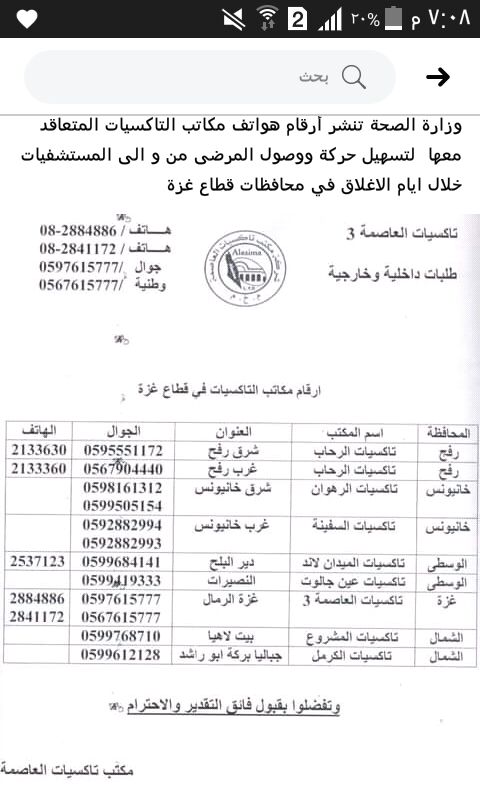 ٧:٠٨ م ٢٠% 2
بحث
وزارة الصحة تنشر أرقام هواتف مكاتب التاكسيات المتعاقد
معها لتسهيل حركة ووصول المرضى من و الى المستشفيات
خلال ايام الاغلاق في محافظات قطاع غزة
تاكسيات العاصمة 3
طلبات داخلية وخارجية
شركة مكتب تاكسيات العاصمة
Alasima
م . خ . م
هــاتف / 2884886-08
هــاتف / 2841172-08
جوال /0597615777
وطنية /0567615777
ارقام مكاتب التاكسيات في قطاع غزة
المحافظة اسم المكتب العنوان الجوال الهاتف
رفح تاكسيات الرحاب شرق رفح 0595551172 2133630
رفح تاكسيات الرحاب غرب رفح 0567904440 2133360
خانيونس تاكسيات الرهوان شرق خانيونس 0598161312
0599505154
خانيونس تاكسيات السفينة غرب خانيونس 0592882994
0592882993
الوسطى تاكسيات الميدان لاند دير البلح 0599684141 2537123
الوسطى تاكسيات عين جالوت النصيرات 0599419333
غزة تاكسيات العاصمة 3 غزة الرمال 0597615777 2884886
0567615777 2841172
الشمال تاكسيات المشروع بيت لاهيا 0599768710
الشمال تاكسيات الكرمل جباليا بركة ابو راشد 0599612128
وتفضلوا بقبول فائق التقدير والاحترام
مكتب تاكسيات العاصمة